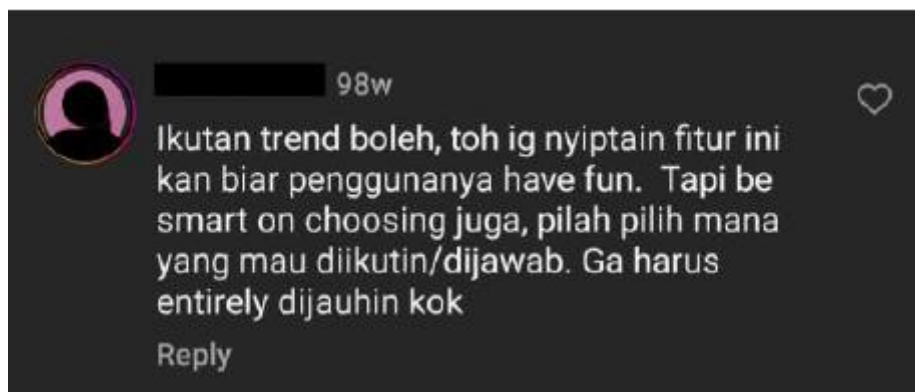 98w
Ikutan trend boleh, toh ig nyiptain fitur ini
kan biar penggunanya have fun. Tapi be
smart on choosing juga, pilah pilih mana
yang mau diikutin/dijawab. Ga harus
entirely dijauhin kok
Reply